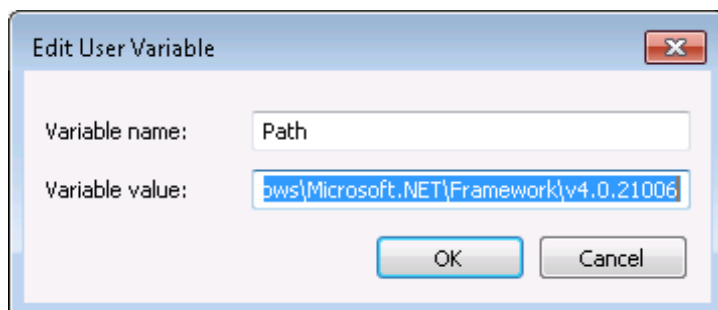 Edit User Variable
Variable name: Path
Variable value: ows\Microsoft.NET\Framework\v4.0.21006
OK Cancel